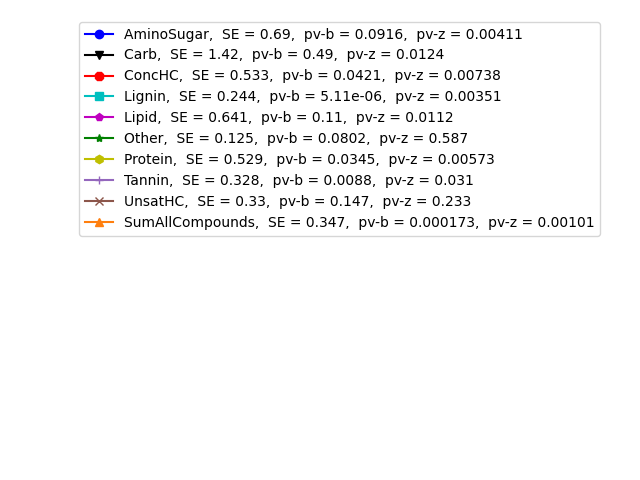 AminoSugar,  SE = 0.69,  pv-b = 0.0916,  pv-z = 0.00411
Carb,  SE = 1.42,  pv-b = 0.49,  pv-z = 0.0124
ConcHC,  SE = 0.533,  pv-b = 0.0421,  pv-z = 0.00738
Lignin,  SE = 0.244,  pv-b = 5.11e-06,  pv-z = 0.00351
Lipid,  SE = 0.641,  pv-b = 0.11,  pv-z = 0.0112
Other,  SE = 0.125,  pv-b = 0.0802,  pv-z = 0.587
Protein,  SE = 0.529,  pv-b = 0.0345,  pv-z = 0.00573
Tannin,  SE = 0.328,  pv-b = 0.0088,  pv-z = 0.031
UnsatHC,  SE = 0.33,  pv-b = 0.147,  pv-z = 0.233
SumAllCompounds,  SE = 0.347,  pv-b = 0.000173,  pv-z = 0.00101